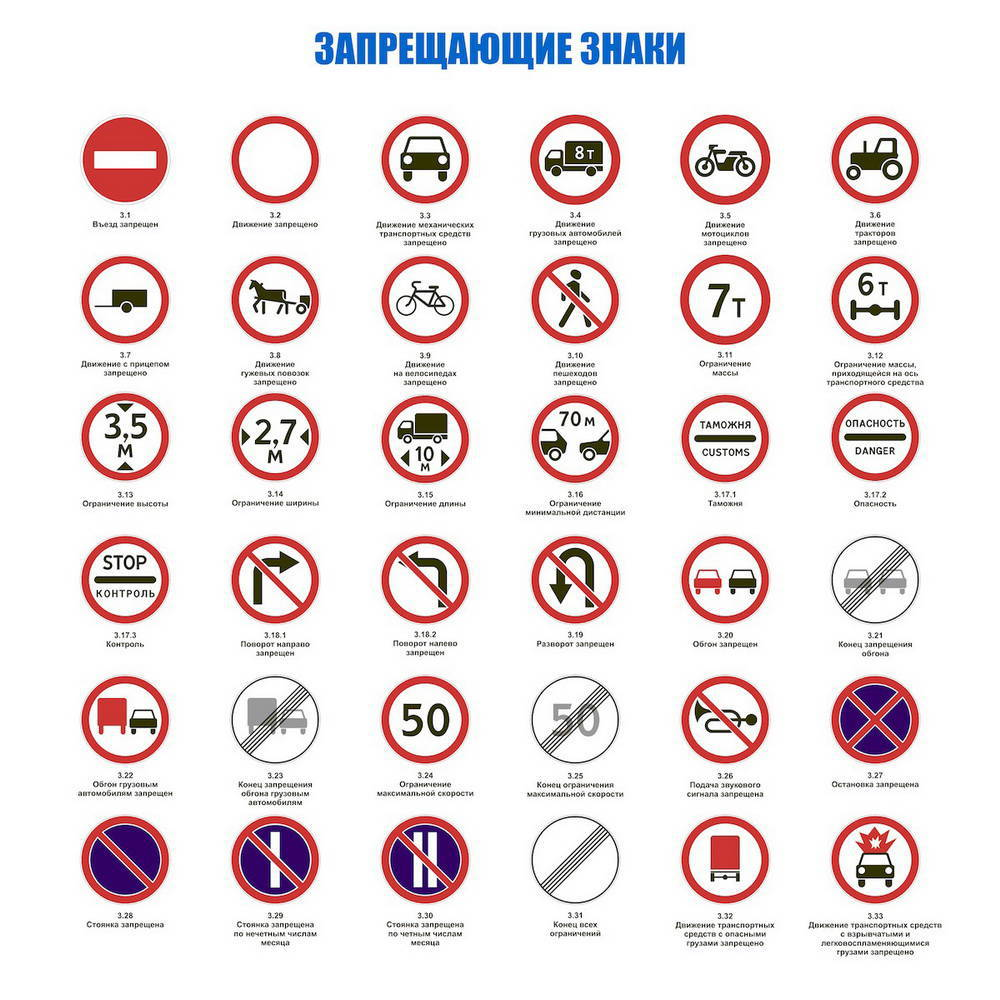 ЗАПРЕЩАЮЩИЕ ЗНАКИ
3.1
Въезд запрещен
3.2
Движение запрещено
3.3
Движение механических
транспортных средств
запрещено
8т
3.4
Движение
грузовых автомобилей
запрещено
3.5
Движение
мотоциклов
запрещено
3.6
Движение
тракторов
запрещено
3.7
Движение с прицепом
запрещено
3.8
Движение
гужевых повозок
запрещено
3.9
Движение
на велосипедах
запрещено
3.10
Движение
пешеходов
запрещено
7т
3.11
Ограничение
массы
6т
3.12
Ограничение массы,
приходящейся на ось
транспортного средства
3,5
М
3.13
Ограничение высоты
2,7
М
3.14
Ограничение ширины
10
М
3.15
Ограничение длины
70 м
3.16
Ограничение
минимальной дистанции
ТАМОЖНЯ
CUSTOMS
3.17.1
Таможня
ОПАСНОСТЬ
DANGER
3.17.2
Опасность
STOP
КОНТРОЛЬ
3.17.3
Контроль
3.18.1
Поворот направо
запрещен
3.18.2
Поворот налево
запрещен
3.19
Разворот запрещен
3.20
Обгон запрещен
3.21
Конец запрещения
обгона
3.22
Обгон грузовым
автомобилям запрещен
3.23
Конец запрещения
обгона грузовым
автомобилям
50
3.24
Ограничение
максимальной скорости
50
3.25
Конец ограничения
максимальной скорости
3.26
Подача звукового
сигнала запрещена
3.27
Остановка запрещена
3.28
Стоянка запрещена
3.29
Стоянка запрещена
по нечетным числам
месяца
3.30
Стоянка запрещена
по четным числам
месяца
3.31
Конец всех
ограничений
3.32
Движение транспортных
средств с опасными
грузами запрещено
3.33
Движение транспортных средств
с взрывчатыми и
легковоспламеняющимися
грузами запрещено